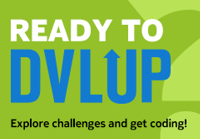 READY TO
DVLUP
Explore challenges and get coding!